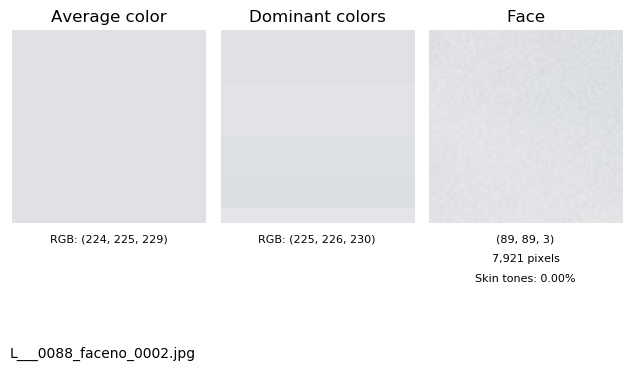 Average color
Dominant colors
Face
RGB: (224, 225, 229)
RGB: (225, 226, 230)
(89, 89, 3)
7,921 pixels
Skin tones: 0.00%
L___0088_faceno_0002.jpg